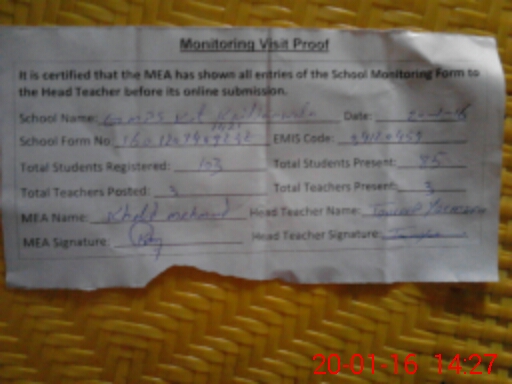 Monitoring Visit Proof
It is certified that the MEA has shown all entries of the School Monitoring Form to
the Head Teacher before its online submission.
School Name: Date:
School Form No EMIS Code:
Total Students Registered: 103 Total Students Present: 85
Total Teachers Posted: 3 Total Teachers Present: 3
MEA Name: Khalid mehmood Head Teacher Name:
MEA Signature: Head Teacher Signature:
20-01-16 14:27